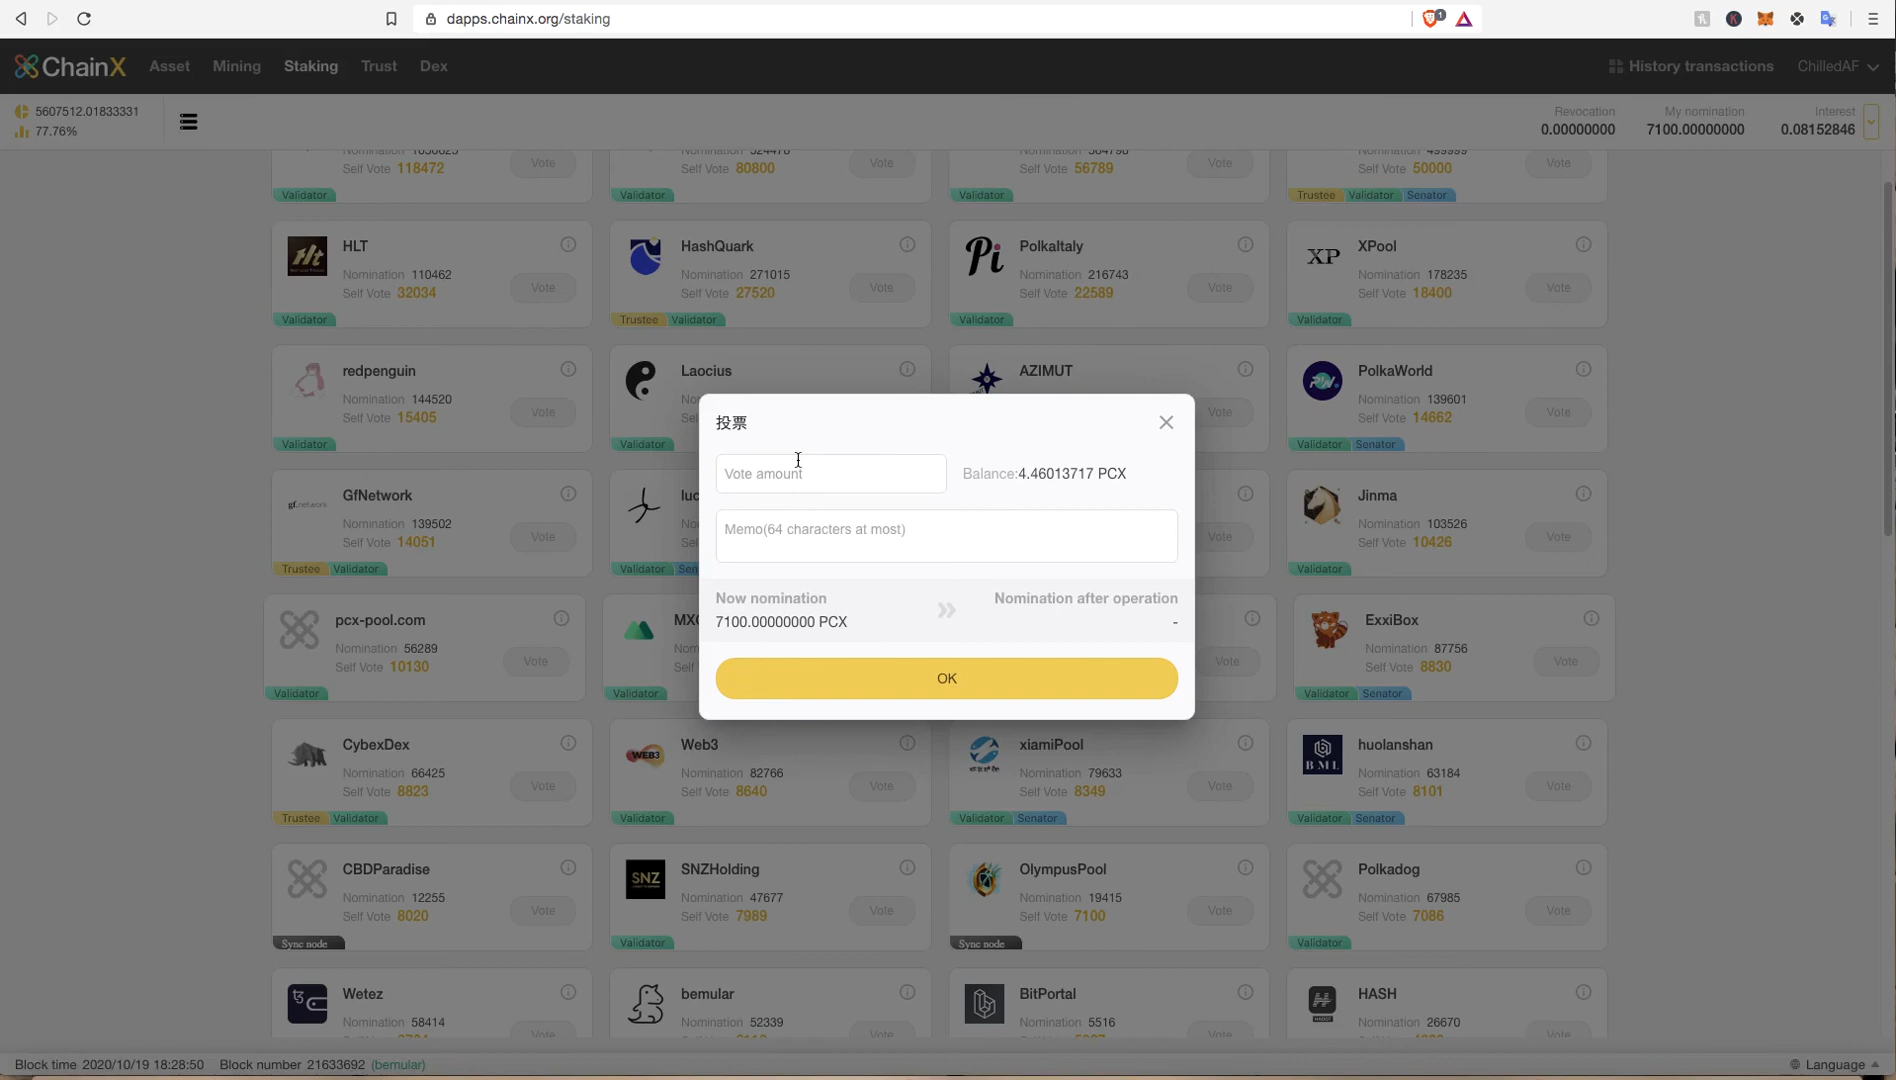 dapps.chainx.org/staking
1
ChainX
Asset
Mining
Staking
Trust
Dex
History transactions
ChilledAF
5607512.01833331
77.76%
Revocation
0.00000000
My nomination
7100.00000000
Interest
0.08152846
Self Vote 118472
Vote
Validator
Self Vote 80800
Vote
Validator
Self Vote 56789
Vote
Validator
Self Vote 50000
Vote
Trustee Validator Senator
HLT
Nomination 110462
Self Vote 32034
Vote
Validator
HashQuark
Nomination 271015
Self Vote 27520
Vote
Trustee Validator
PolkaItaly
Nomination 216743
Self Vote 22589
Vote
Validator
XP
XPool
Nomination 178235
Self Vote 18400
Vote
Validator
redpenguin
Nomination 144520
Self Vote 15405
Vote
Validator
Laocius
Validator
AZIMUT
Vote
PolkaWorld
Nomination 139601
Self Vote 14662
Vote
Validator Senator
投票
Vote amount
Balance:4.46013717 PCX
Memo(64 characters at most)
Now nomination
7100.00000000 PCX
Nomination after operation
-
OK
gf.network
GfNetwork
Nomination 139502
Self Vote 14051
Vote
Trustee Validator
Validator
Vote
Jinma
Nomination 103526
Self Vote 10426
Vote
Validator
pcx-pool.com
Nomination 56289
Self Vote 10130
Vote
Validator
Validator
Vote
ExxiBox
Nomination 87756
Self Vote 8830
Vote
Validator Senator
CybexDex
Nomination 66425
Self Vote 8823
Vote
Trustee Validator
WEB3
Web3
Nomination 82766
Self Vote 8640
Vote
Validator
xiamiPool
Nomination 79633
Self Vote 8349
Vote
Validator Senator
BML
huolanshan
Nomination 63184
Self Vote 8101
Vote
Validator Senator
CBDParadise
Nomination 12255
Self Vote 8020
Vote
Sync node
SNZ
SNZHolding
Nomination 47677
Self Vote 7989
Vote
Validator
OlympusPool
Nomination 19415
Self Vote 7100
Vote
Sync node
Polkadog
Nomination 67985
Self Vote 7086
Vote
Validator
Wetez
Nomination 58414
bemular
Nomination 52339
BitPortal
Nomination 5516
HASH
Nomination 26670
Block time 2020/10/19 18:28:50
Block number 21633692 (bemular)
Language